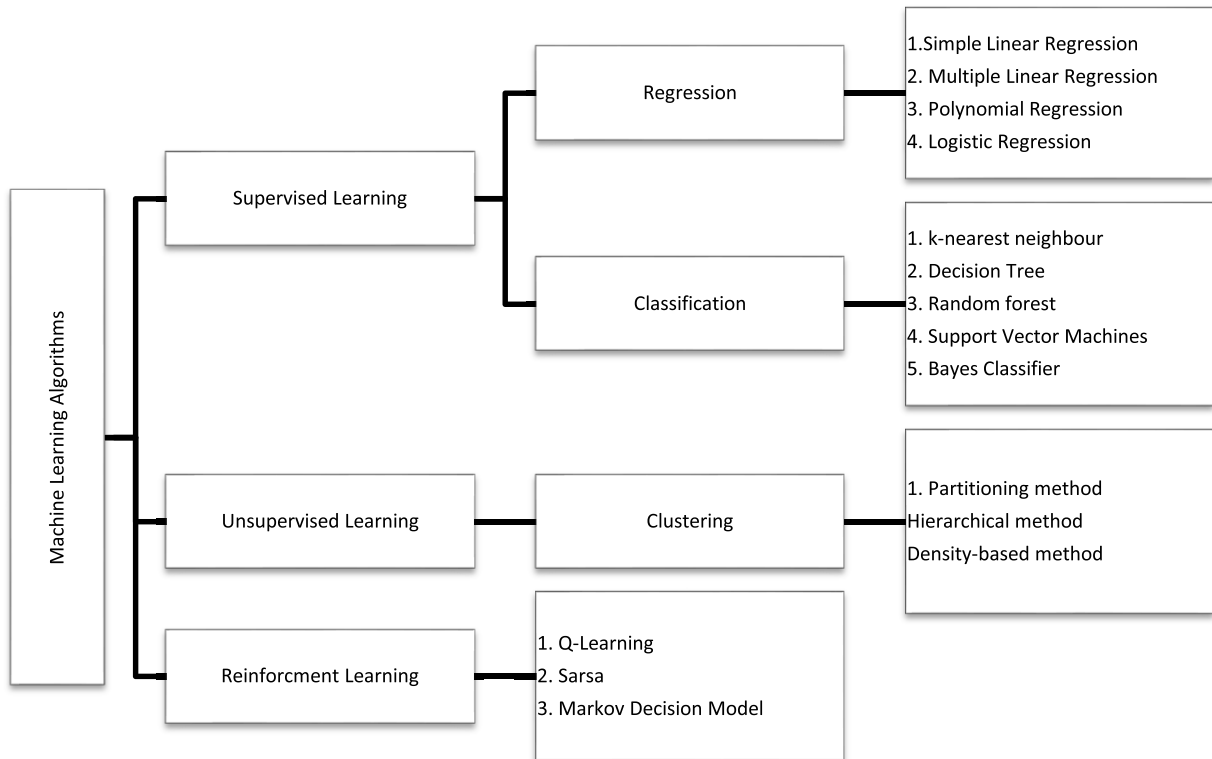 Machine Learning Algorithms
Supervised Learning
Regression
1.Simple Linear Regression
2. Multiple Linear Regression
3. Polynomial Regression
4. Logistic Regression
Classification
1. k-nearest neighbour
2. Decision Tree
3. Random forest
4. Support Vector Machines
5. Bayes Classifier
Unsupervised Learning
Clustering
1. Partitioning method
Hierarchical method
Density-based method
Reinforcment Learning
1. Q-Learning
2. Sarsa
3. Markov Decision Model